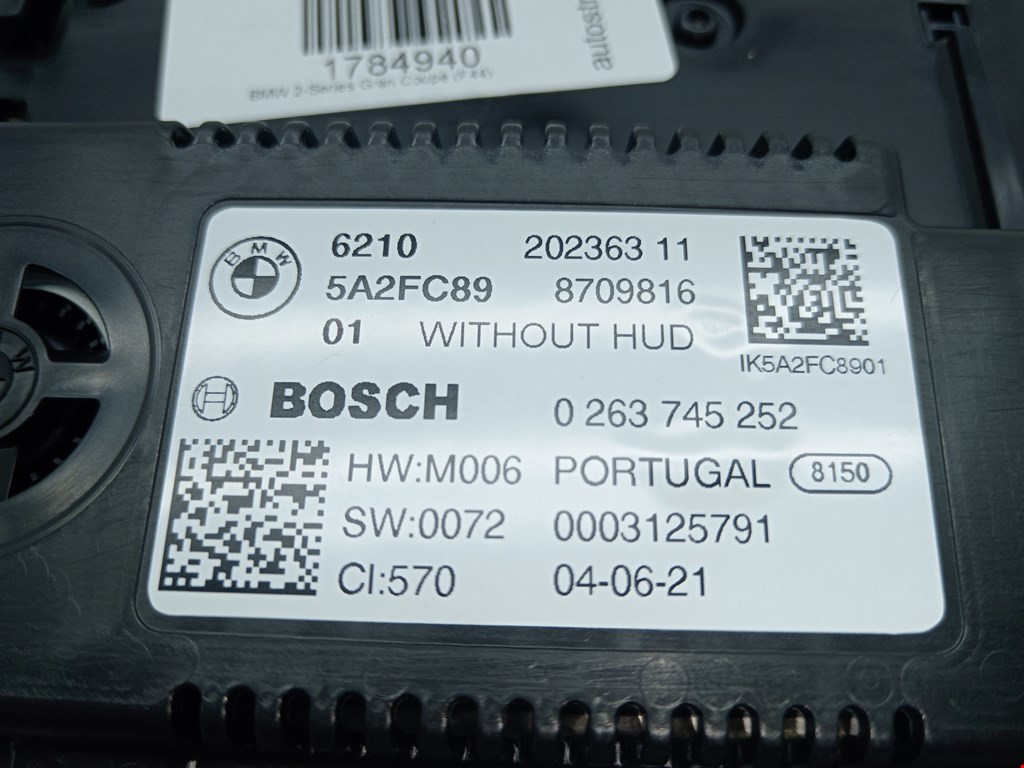 1784940
BMW 2-Series Gran Coupe (F44)
BMW
6210 202363 11
5A2FC89 8709816
01 WITHOUT HUD
IK5A2FC8901
BOSCH 0 263 745 252
HW:M006 PORTUGAL 8150
SW:0072 0003125791
CI:570 04-06-21